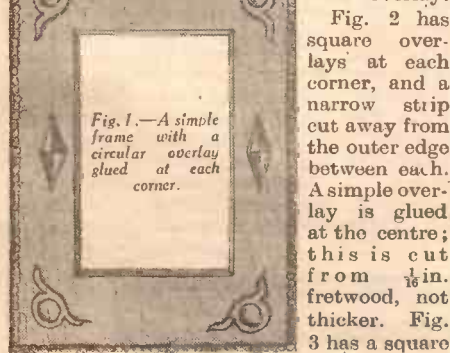 Fig. 1.—A simple
frame with a
circular overlay
glued at each
corner.
Fig. 2 has
square over-
lays at each
corner, and a
narrow strip
cut away from
the outer edge
between each.
A simple over-
lay is glued
at the centre;
this is cut
from 1/16 in.
fretwood, not
thicker. Fig.
3 has a square